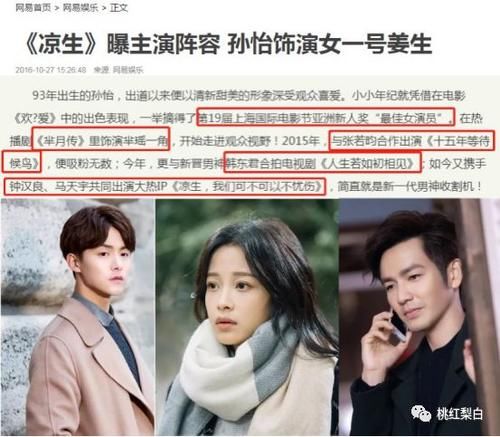 网易首页 > 网易娱乐 > 正文
《凉生》曝主演阵容 孙怡饰演女一号姜生
2016-10-27 15:26:48 来源: 网易娱乐
93年出生的孙怡，出道以来便以清新甜美的形象深受观众喜爱。小小年纪就凭借在电影
《欢?爱》中的出色表现，一举摘得了第19届上海国际电影节亚洲新人奖“最佳女演员”。在热
播剧《芈月传》里饰演芈瑶一角，开始走进观众视野！2015年，与张若昀合作出演《十五年等待
候鸟》，便吸粉无数；今年，更与新晋男神韩东君合拍电视剧《人生若如初相见》；如今又携手
钟汉良、马天宇共同出演大热IP《凉生，我们可不可以不忧伤》，简直就是新一代男神收割机！
桃红梨白